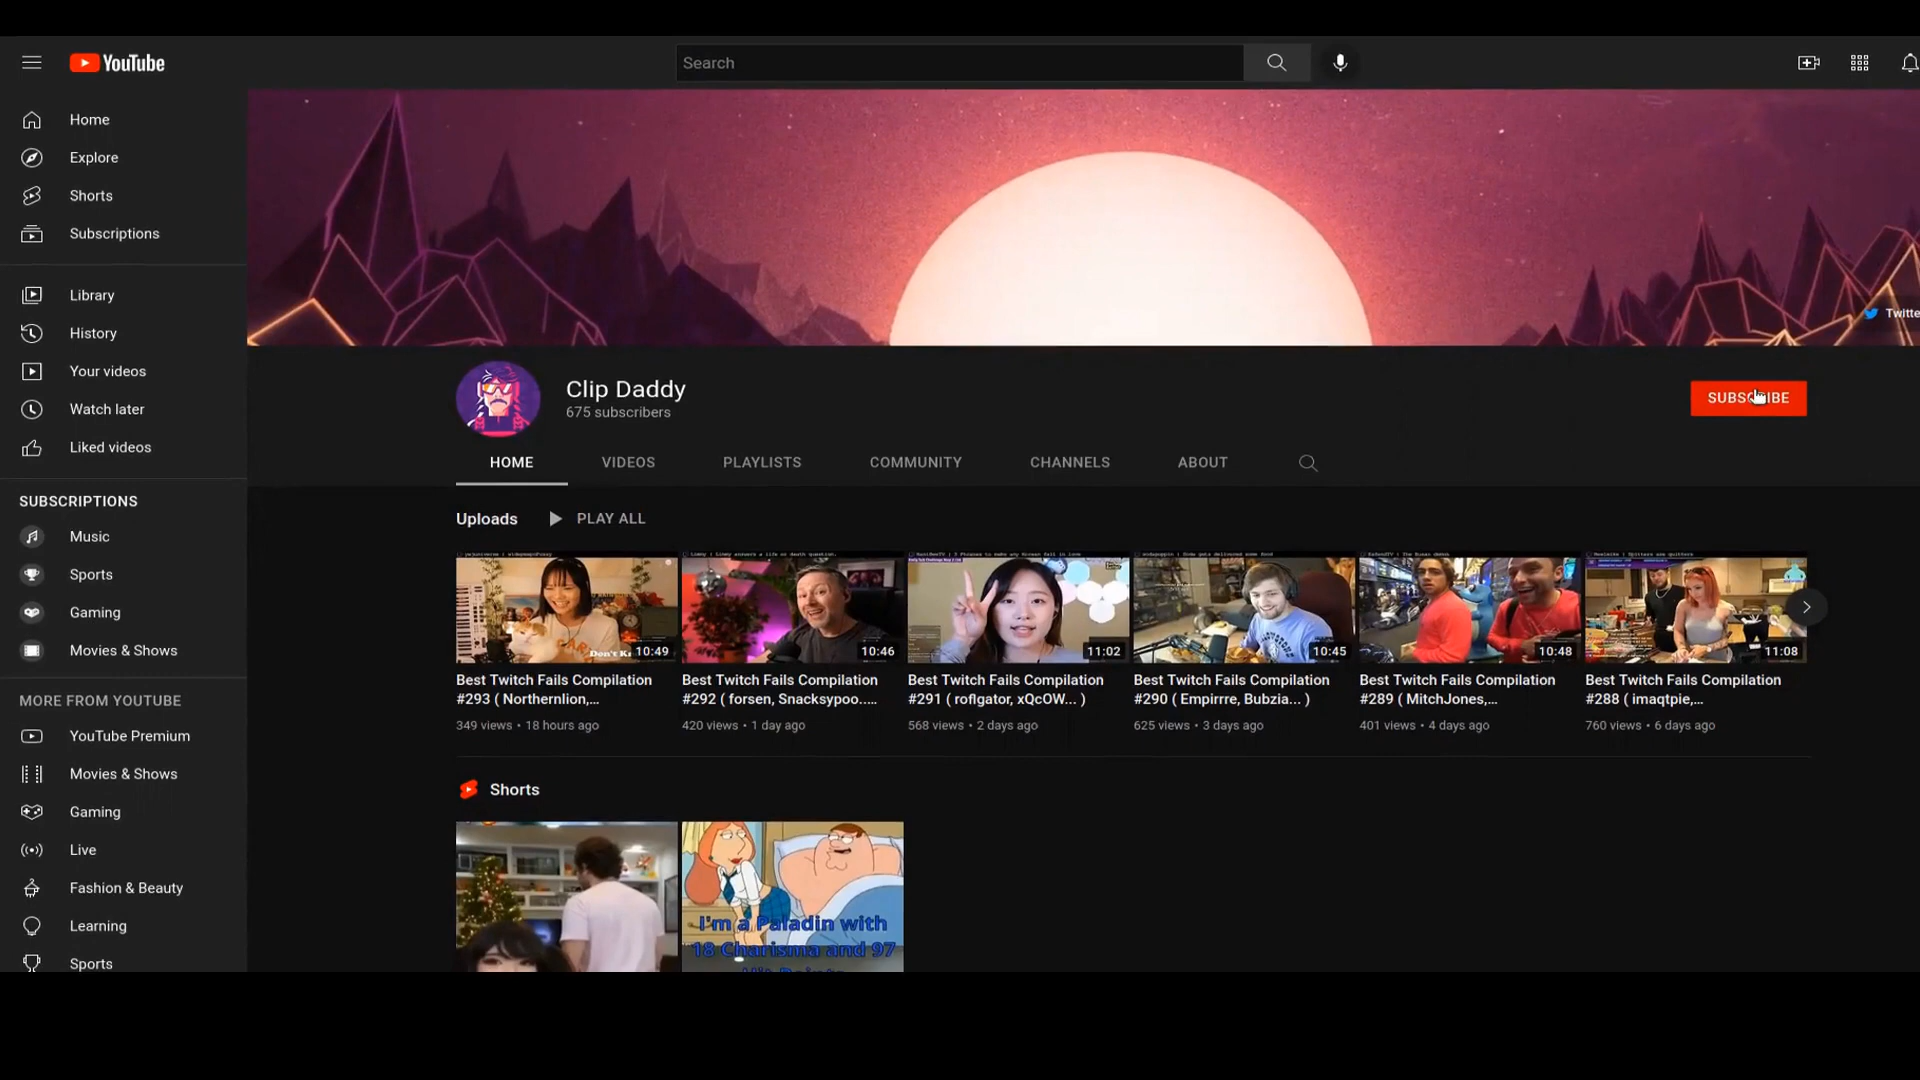 YouTube
Search
Home
Explore
Shorts
Subscriptions
Library
History
Your videos
Watch later
Liked videos
SUBSCRIPTIONS
Music
Sports
Gaming
Movies & Shows
MORE FROM YOUTUBE
YouTube Premium
Movies & Shows
Gaming
Live
Fashion & Beauty
Learning
Sports
Twitte
Clip Daddy
675 subscribers
SUBSCRIBE
HOME VIDEOS PLAYLISTS COMMUNITY CHANNELS ABOUT
Uploads PLAY ALL
10:49 10:46 11:02 10:45 10:48 11:08
Best Twitch Fails Compilation
#293 ( Northernlion,...
349 views • 18 hours ago
Best Twitch Fails Compilation
#292 ( forsen, Snacksypoo.....
420 views • 1 day ago
Best Twitch Fails Compilation
#291 ( roflgator, xQcOW... )
568 views • 2 days ago
Best Twitch Fails Compilation
#290 ( Empirrre, Bubzia... )
625 views • 3 days ago
Best Twitch Fails Compilation
#289 ( MitchJones,...
401 views • 4 days ago
Best Twitch Fails Compilation
#288 ( imaqtpie,...
760 views • 6 days ago
Shorts
I'm a Paladin with
18 Charisma and 97
Hit Points